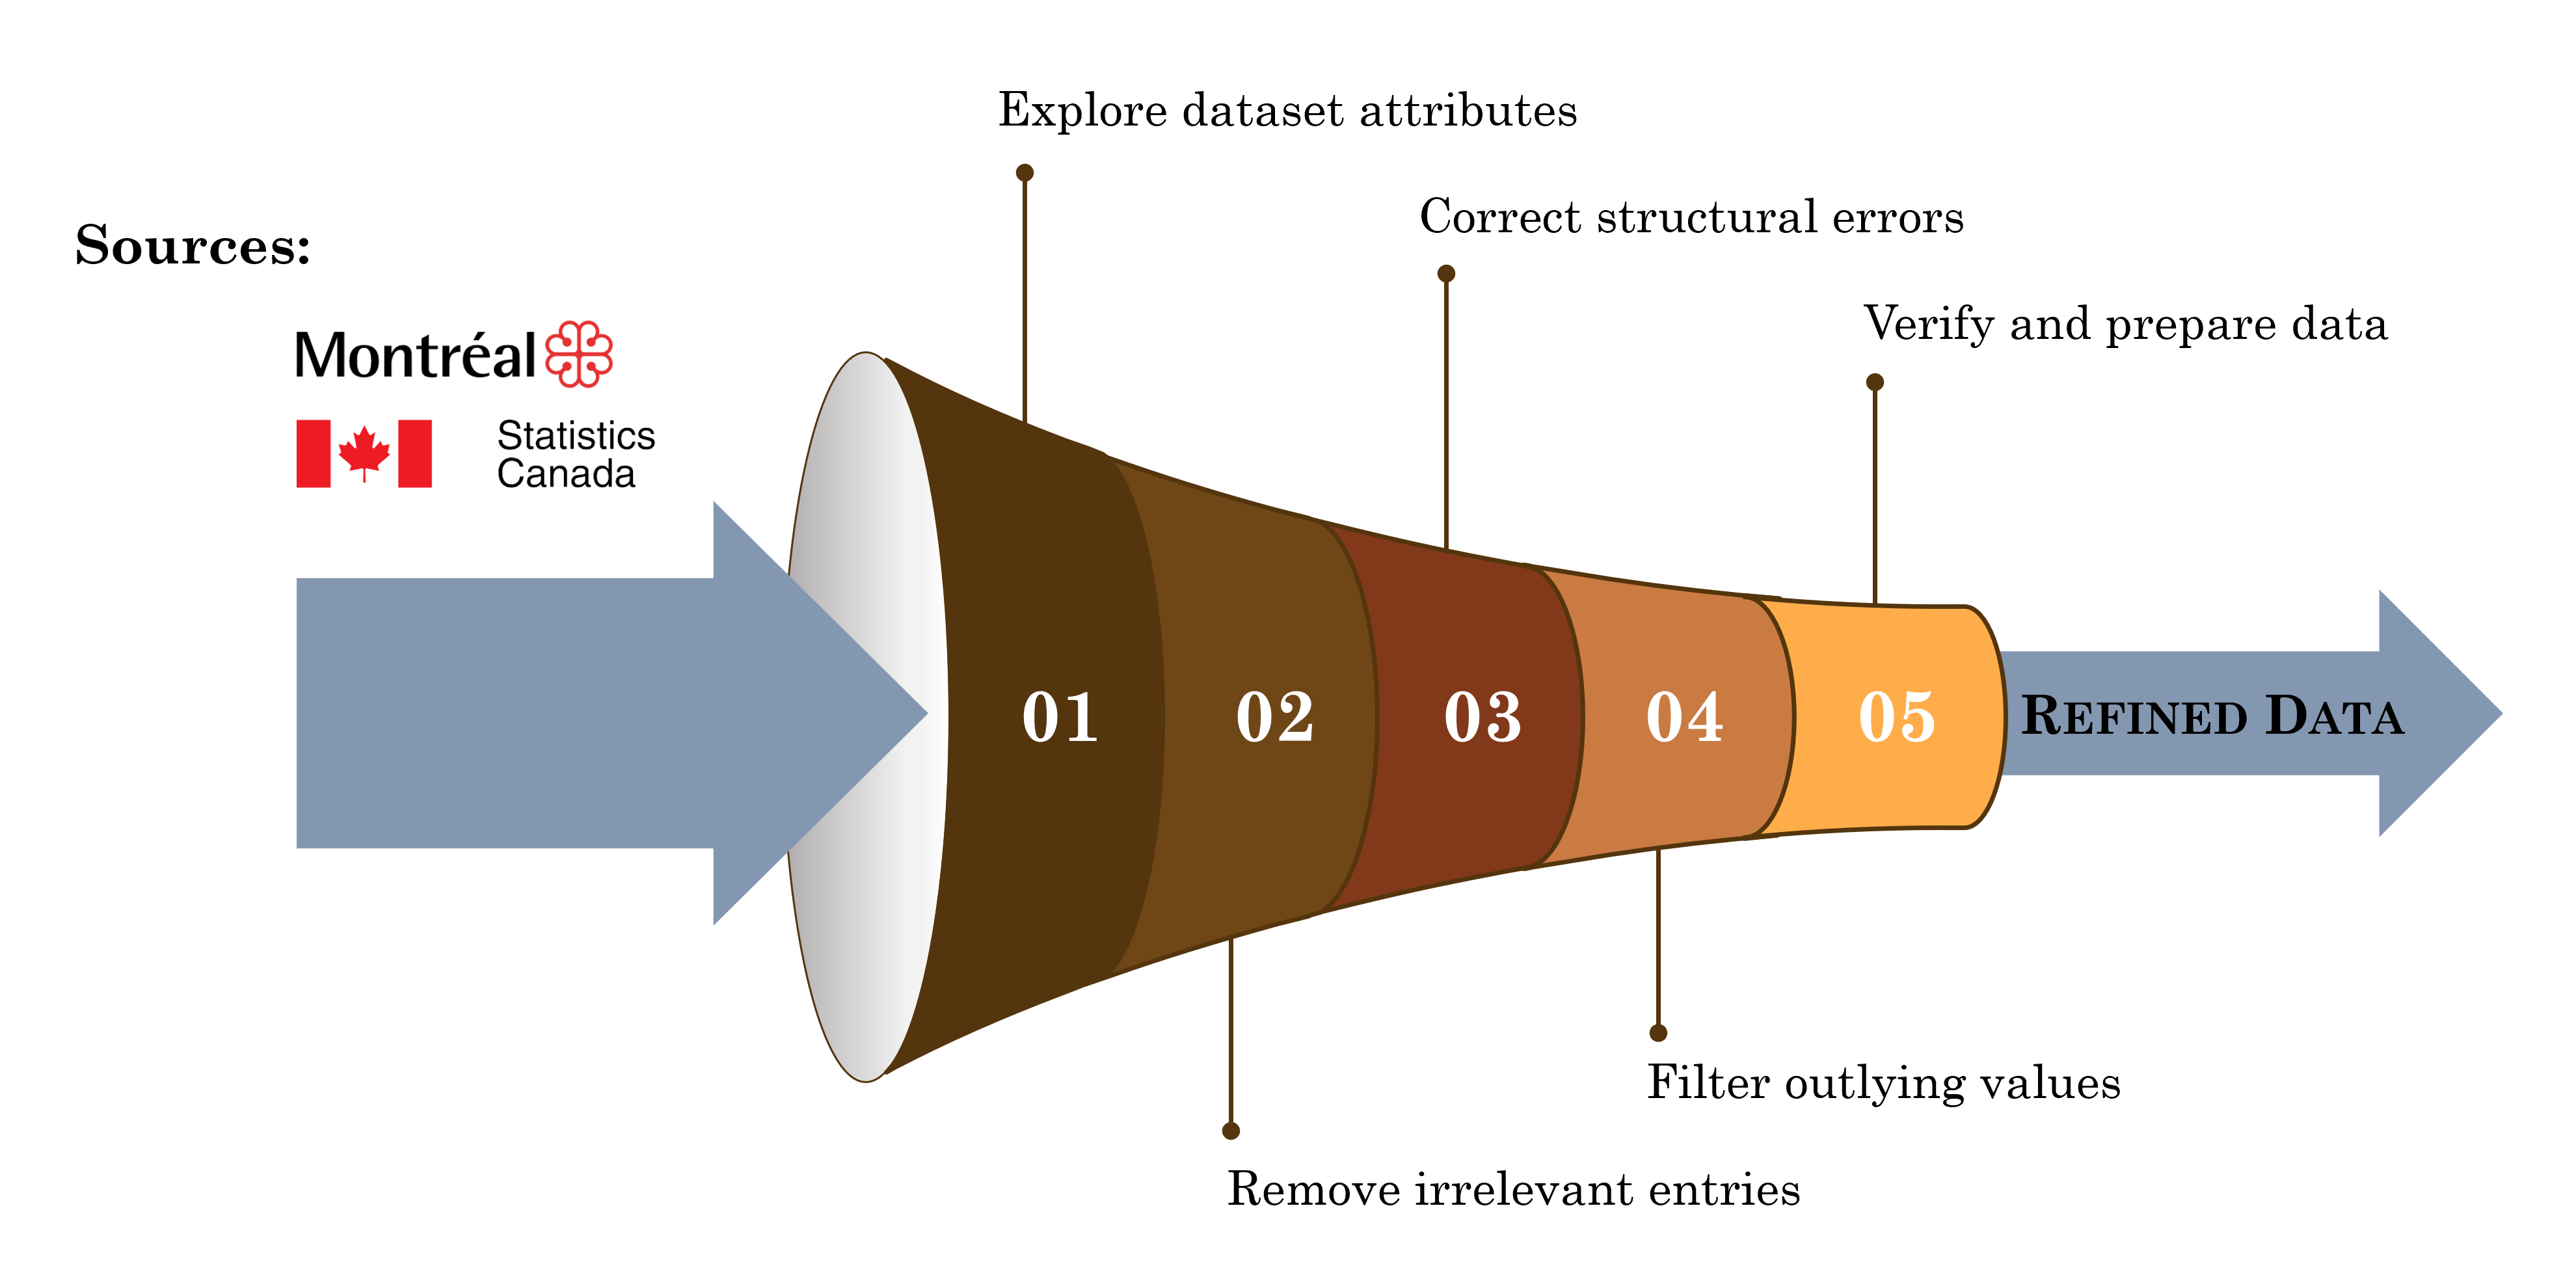 Explore dataset attributes
Correct structural errors
Sources:
Verify and prepare data
Montréal
Statistics
Canada
01
02
03
04
05
REFINED DATA
Filter outlying values
Remove irrelevant entries